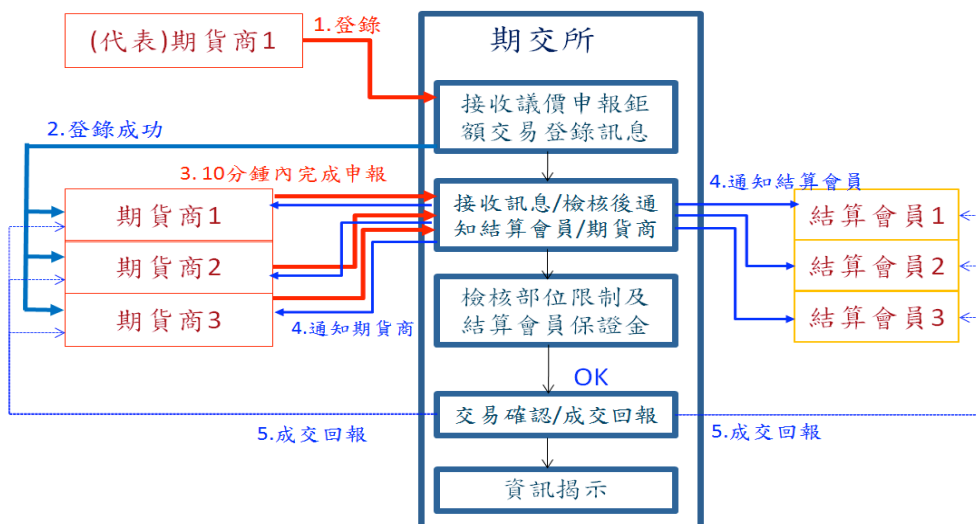 (代表)期貨商1
1.登錄
期交所
接收議價申報鉅
額交易登錄訊息
2.登錄成功
3.10分鍾內完成申報
4.通知結算會員
期貨商1
期貨商2
期貨商3
接收訊息/檢核後通
知結算會員/期貨商
結算會員1
結算會員2
結算會員3
4.通知期貨商
檢核部位限制及
結算會員保證金
OK
交易確認/成交回報
5.成交回報
5.成交回報
資訊揭示